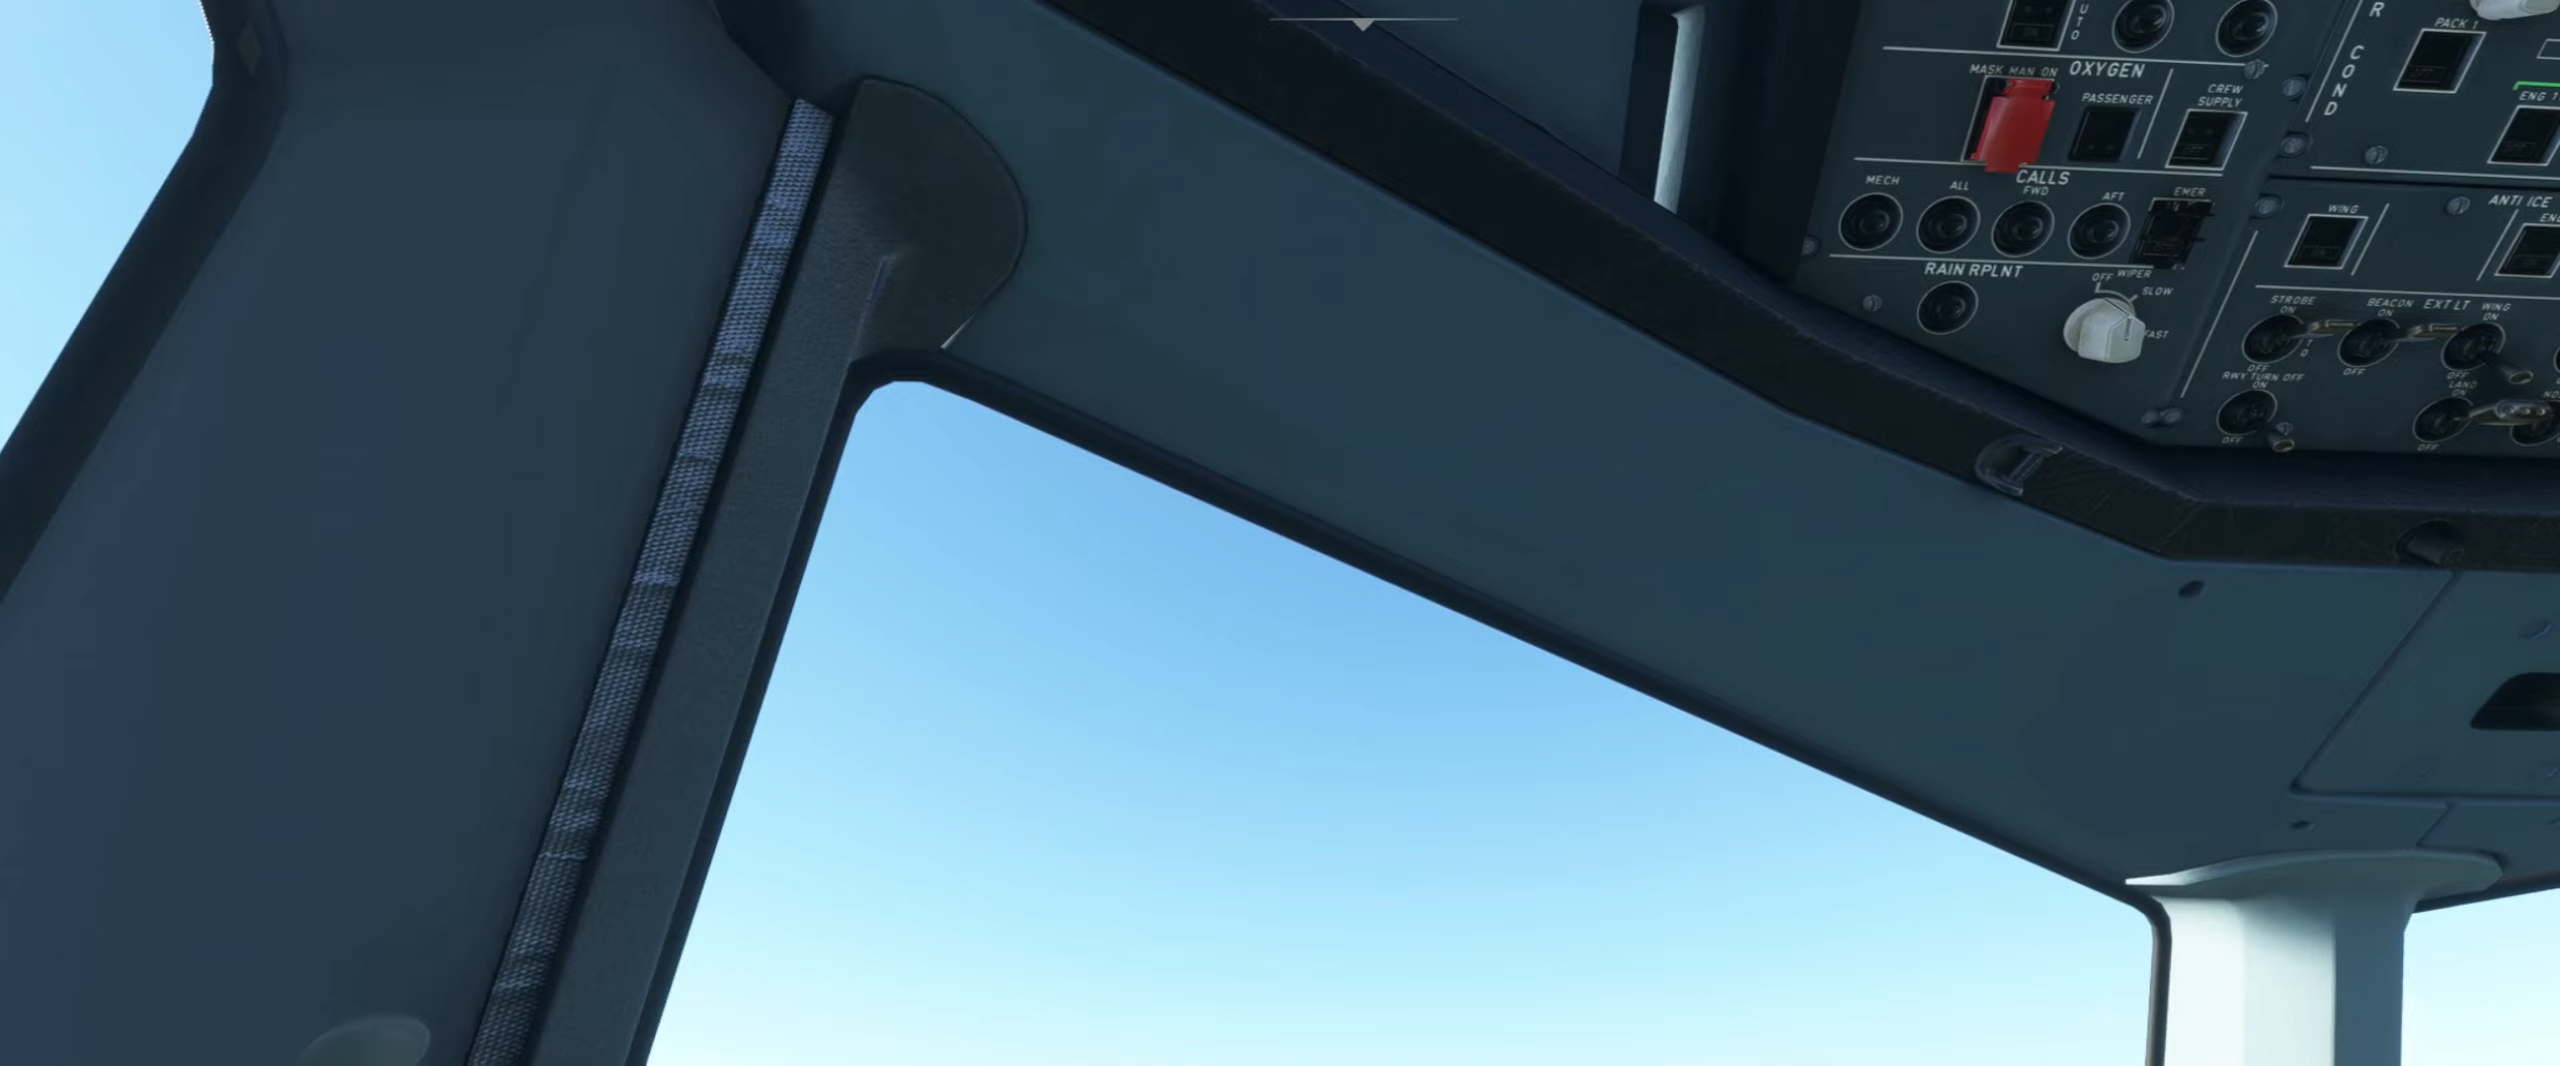 AUTO
OXYGEN
MASK MAN ON
PASSENGER
CREW
SUPPLY
CALLS
MECH
ALL
FWD
AFT
EMER
RAIN RPLNT
WIPER
OFF
SLOW
FAST
R COND
PACK 1
ENG 1
ANTI ICE
WING
ENG
STROBE
BEACON
EXT LT
WING
ON
ON
ON
OFF
OFF
OFF
RWY TURN OFF
LAND
ON
ON
OFF
OFF